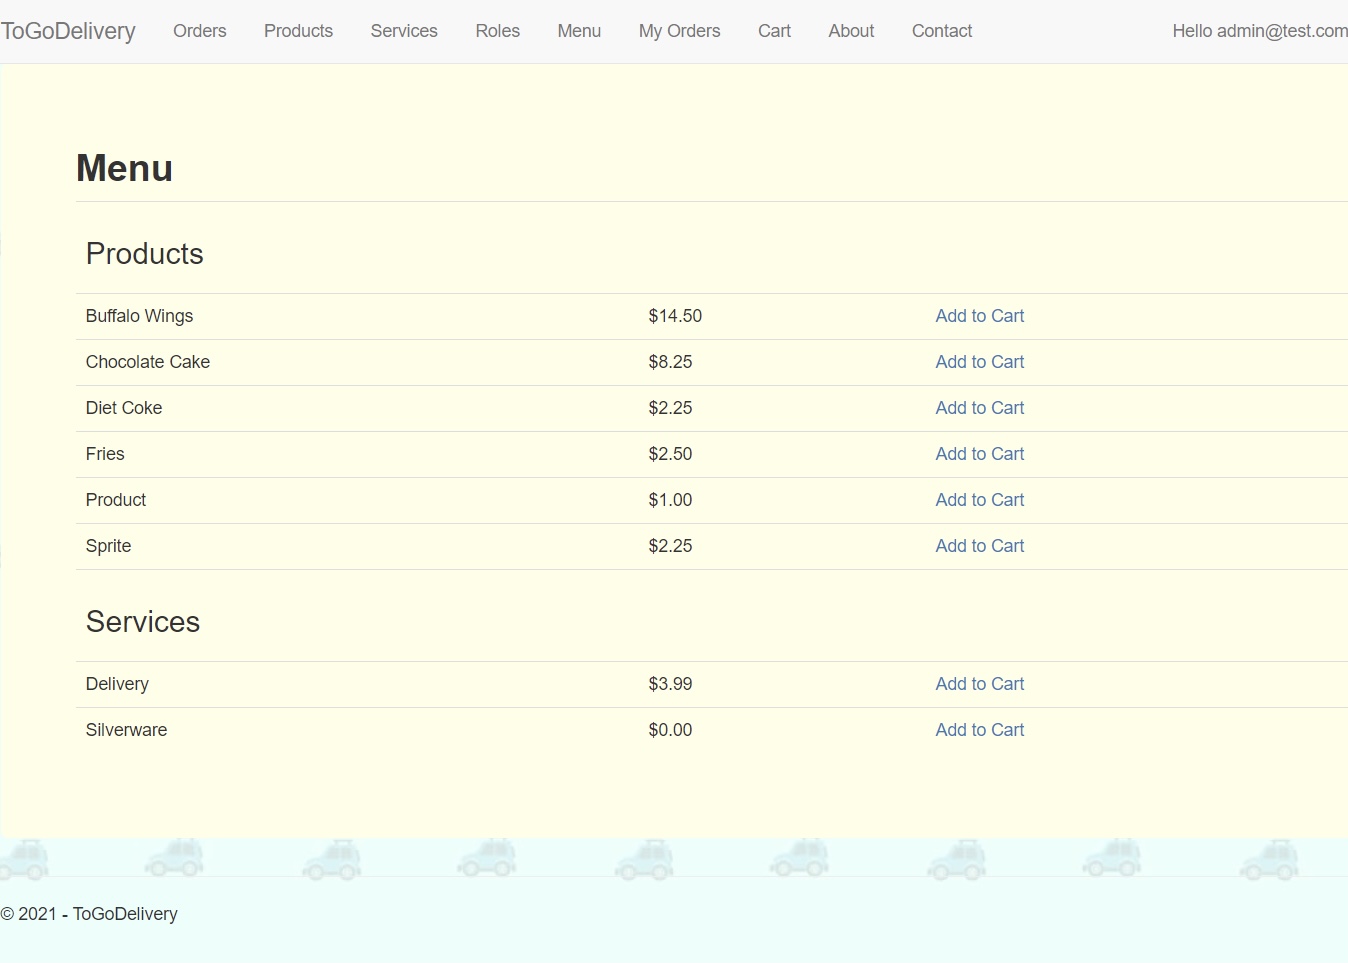 ToGoDelivery Orders Products Services Roles Menu My Orders Cart About Contact Hello admin@test.com
Menu
Products
Buffalo Wings $14.50 Add to Cart
Chocolate Cake $8.25 Add to Cart
Diet Coke $2.25 Add to Cart
Fries $2.50 Add to Cart
Product $1.00 Add to Cart
Sprite $2.25 Add to Cart
Services
Delivery $3.99 Add to Cart
Silverware $0.00 Add to Cart
© 2021 - ToGoDelivery